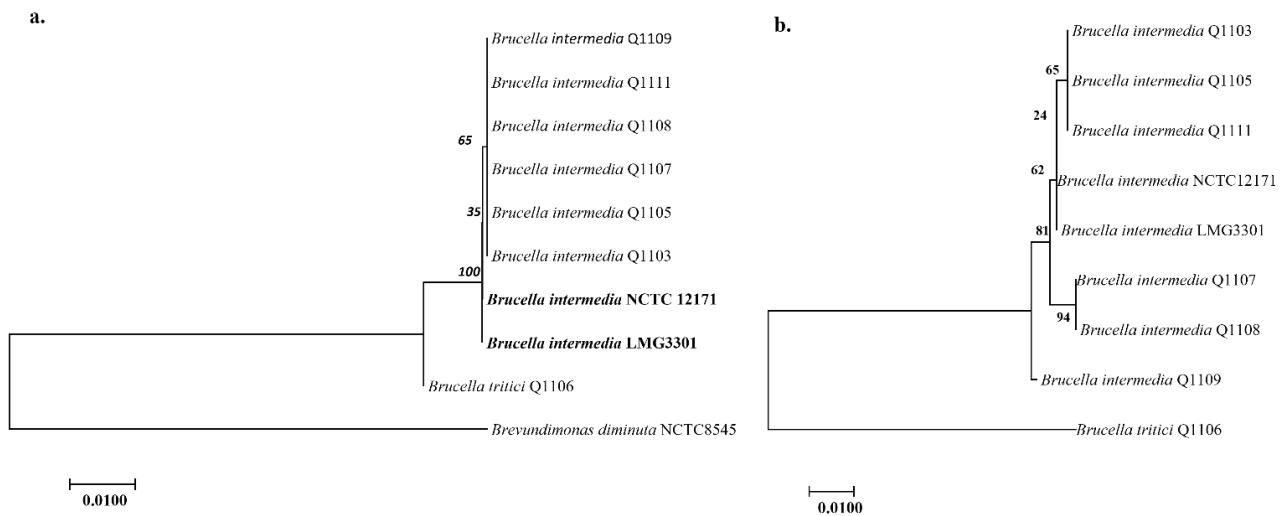 a.
Brucella intermedia Q1109
Brucella intermedia Q1111
Brucella intermedia Q1108
65
Brucella intermedia Q1107
35
Brucella intermedia Q1105
Brucella intermedia Q1103
100
Brucella intermedia NCTC 12171
Brucella intermedia LMG3301
Brucella tritici Q1106
Brevundimonas diminuta NCTC8545
0.0100
b.
Brucella intermedia Q1103
65
Brucella intermedia Q1105
24
Brucella intermedia Q1111
62
Brucella intermedia NCTC12171
81
Brucella intermedia LMG3301
Brucella intermedia Q1107
94
Brucella intermedia Q1108
Brucella intermedia Q1109
Brucella tritici Q1106
0.0100